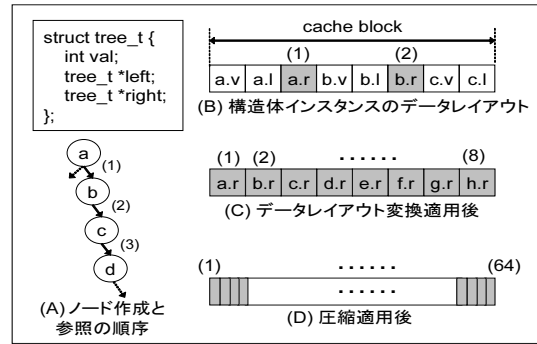 struct tree_t {
int val;
tree_t *left;
tree_t *right;
};
cache block
(1) (2)
a.v a.l a.r b.v b.l b.r c.v c.l
(B) 構造体インスタンスのデータレイアウト
a
(1)
b
(2)
c
(3)
d
(A)ノード作成と
参照の順序
(1) (2) ・・・・・・ (8)
a.r b.r c.r d.r e.r f.r g.r h.r
(C) データレイアウト変換適用後
(1) ・・・・・・ (64)
・・・・・・
(D) 圧縮適用後